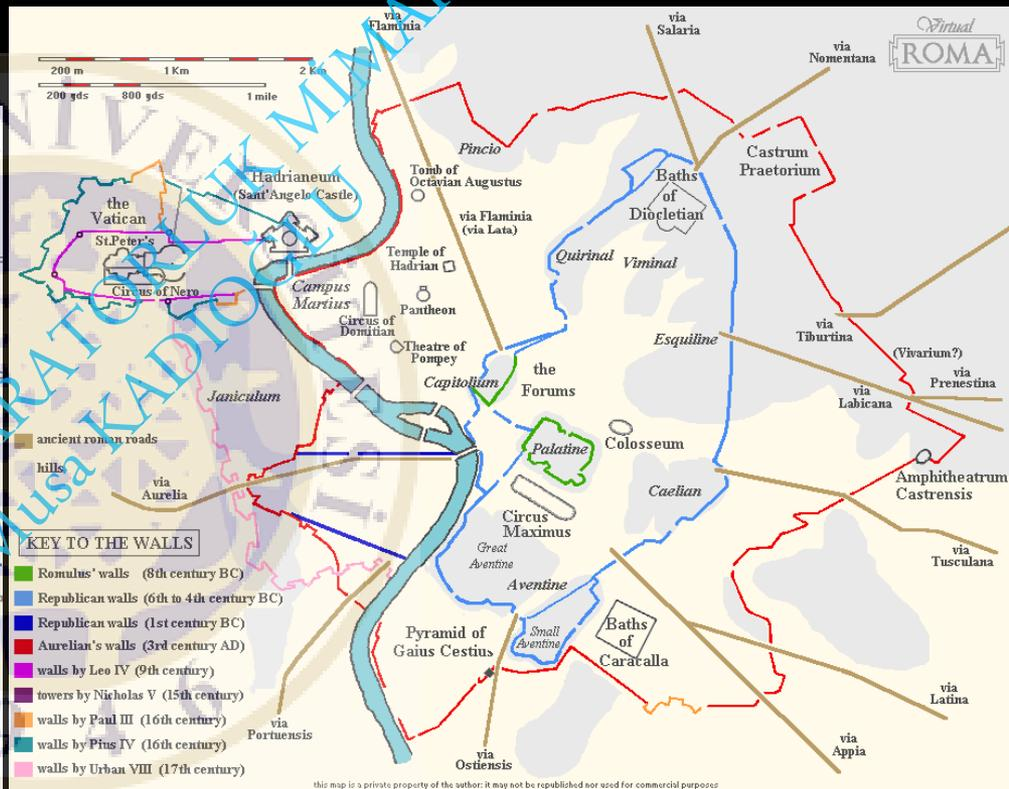 via
Flaminia
via
Salaria
via
Nomentana
Virtual
ROMA
200 m 1 Km 2 Km
200 yds 800 yds 1 mile
Pincio
Castrum
Praetorium
Hadrianeum
(Sant'Angelo Castle)
Tomb of
Octavian Augustus
Baths
of
Diocletian
the
Vatican
St.Peter's
Circus of Nero
via Flaminia
(via Lata)
Temple of
Hadrian
Quirinal
Viminal
Campus
Martius
Pantheon
Circus of
Domitian
Theatre of
Pompey
Esquiline
via
Tiburtina
(Vivarium?)
via
Prenestina
via
Labicana
Capitolium
the
Forums
Janiculum
ancient roman roads
hills
via
Aurelia
Palatine
Colosseum
Amphitheatrum
Castrensis
Caelian
Circus
Maximus
Great
Aventine
Aventine
via
Tusculana
KEY TO THE WALLS
Romulus' walls (8th century BC)
Republican walls (6th to 4th century BC)
Republican walls (1st century BC)
Aurelian's walls (3rd century AD)
walls by Leo IV (9th century)
towers by Nicholas V (15th century)
walls by Paul III (16th century)
walls by Pius IV (16th century)
walls by Urban VIII (17th century)
Pyramid of
Gaius Cestius
Small
Aventine
Baths
of
Caracalla
via
Portuensis
via
Ostiensis
via
Latina
via
Appia
this map is a private property of the author: it may not be republished nor used for commercial purposes
Musa KADIOĞLU